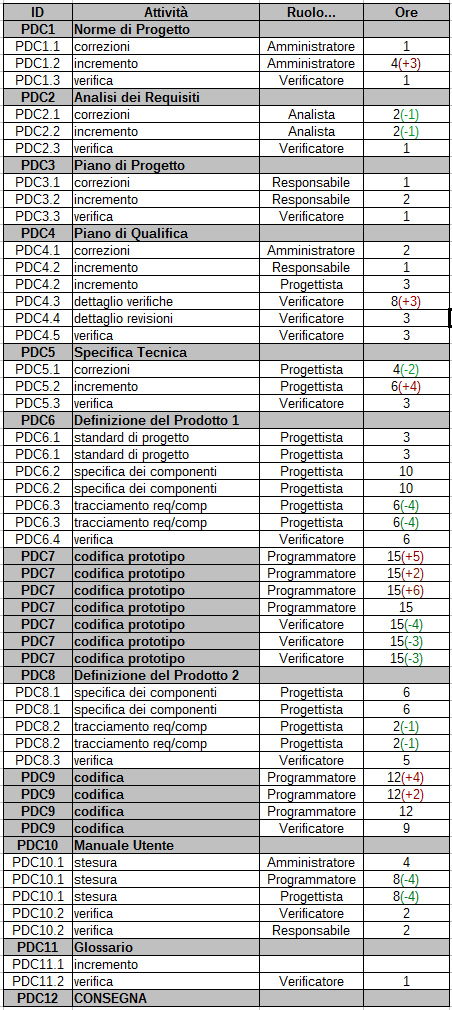 ID Attività Ruolo... Ore
PDC1 Norme di Progetto
PDC1.1 correzioni Amministratore 1
PDC1.2 incremento Amministratore 4(+3)
PDC1.3 verifica Verificatore 1
PDC2 Analisi dei Requisiti
PDC2.1 correzioni Analista 2(-1)
PDC2.2 incremento Analista 2(-1)
PDC2.3 verifica Verificatore 1
PDC3 Piano di Progetto
PDC3.1 correzioni Responsabile 1
PDC3.2 incremento Responsabile 2
PDC3.3 verifica Verificatore 1
PDC4 Piano di Qualifica
PDC4.1 correzioni Amministratore 2
PDC4.2 incremento Responsabile 1
PDC4.2 incremento Progettista 3
PDC4.3 dettaglio verifiche Verificatore 8(+3)
PDC4.4 dettaglio revisioni Verificatore 3
PDC4.5 verifica Verificatore 3
PDC5 Specifica Tecnica
PDC5.1 correzioni Progettista 4(-2)
PDC5.2 incremento Progettista 6(+4)
PDC5.3 verifica Verificatore 3
PDC6 Definizione del Prodotto 1
PDC6.1 standard di progetto Progettista 3
PDC6.1 standard di progetto Progettista 3
PDC6.2 specifica dei componenti Progettista 10
PDC6.2 specifica dei componenti Progettista 10
PDC6.3 tracciamento req/comp Progettista 6(-4)
PDC6.3 tracciamento req/comp Progettista 6(-4)
PDC6.4 verifica Verificatore 6
PDC7 codifica prototipo Programmatore 15(+5)
PDC7 codifica prototipo Programmatore 15(+2)
PDC7 codifica prototipo Programmatore 15(+6)
PDC7 codifica prototipo Programmatore 15
PDC7 codifica prototipo Verificatore 15(-4)
PDC7 codifica prototipo Verificatore 15(-3)
PDC7 codifica prototipo Verificatore 15(-3)
PDC8 Definizione del Prodotto 2
PDC8.1 specifica dei componenti Progettista 6
PDC8.1 specifica dei componenti Progettista 6
PDC8.2 tracciamento req/comp Progettista 2(-1)
PDC8.2 tracciamento req/comp Progettista 2(-1)
PDC8.3 verifica Verificatore 5
PDC9 codifica Programmatore 12(+4)
PDC9 codifica Programmatore 12(+2)
PDC9 codifica Programmatore 12
PDC9 codifica Verificatore 9
PDC10 Manuale Utente
PDC10.1 stesura Amministratore 4
PDC10.1 stesura Programmatore 8(-4)
PDC10.1 stesura Progettista 8(-4)
PDC10.2 verifica Verificatore 2
PDC10.2 verifica Responsabile 2
PDC11 Glossario
PDC11.1 incremento
PDC11.2 verifica Verificatore 1
PDC12 CONSEGNA